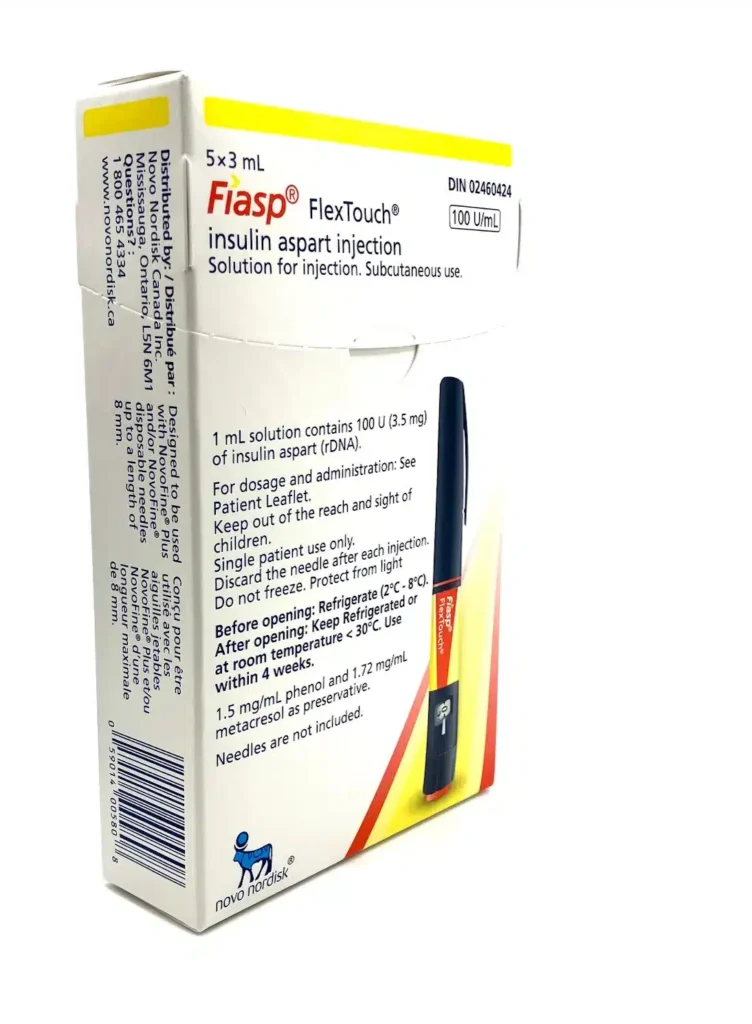 5×3 mL
Fiasp® FlexTouch®
DIN 02460424
100 U/mL
insulin aspart injection
Solution for injection. Subcutaneous use.
1 mL solution contains 100 U (3.5 mg)
of insulin aspart (rDNA).
For dosage and administration: See
Patient Leaflet.
Keep out of the reach and sight of
children.
Single patient use only.
Discard the needle after each injection.
Do not freeze. Protect from light
Before opening: Refrigerate (2°C - 8°C).
After opening: Keep Refrigerated or
at room temperature < 30°C. Use
within 4 weeks.
1.5 mg/mL phenol and 1.72 mg/mL
metacresol as preservative.
Needles are not included.
Fiasp®
FlexTouch®
novo nordisk®
Distributed by: / Distribué par :
Novo Nordisk Canada Inc.
Mississauga, Ontario, L5N 6M1
Questions? :
1 800 465 4334
www.novonordisk.ca
Designed to be used
with NovoFine® Plus
and/or NovoFine®
disposable needles
up to a length of
8 mm.
Conçu pour être
utilisé avec les
aiguilles jetables
NovoFine® Plus et/ou
NovoFine® d'une
longueur maximale
de 8 mm.
0 59014 00580 8